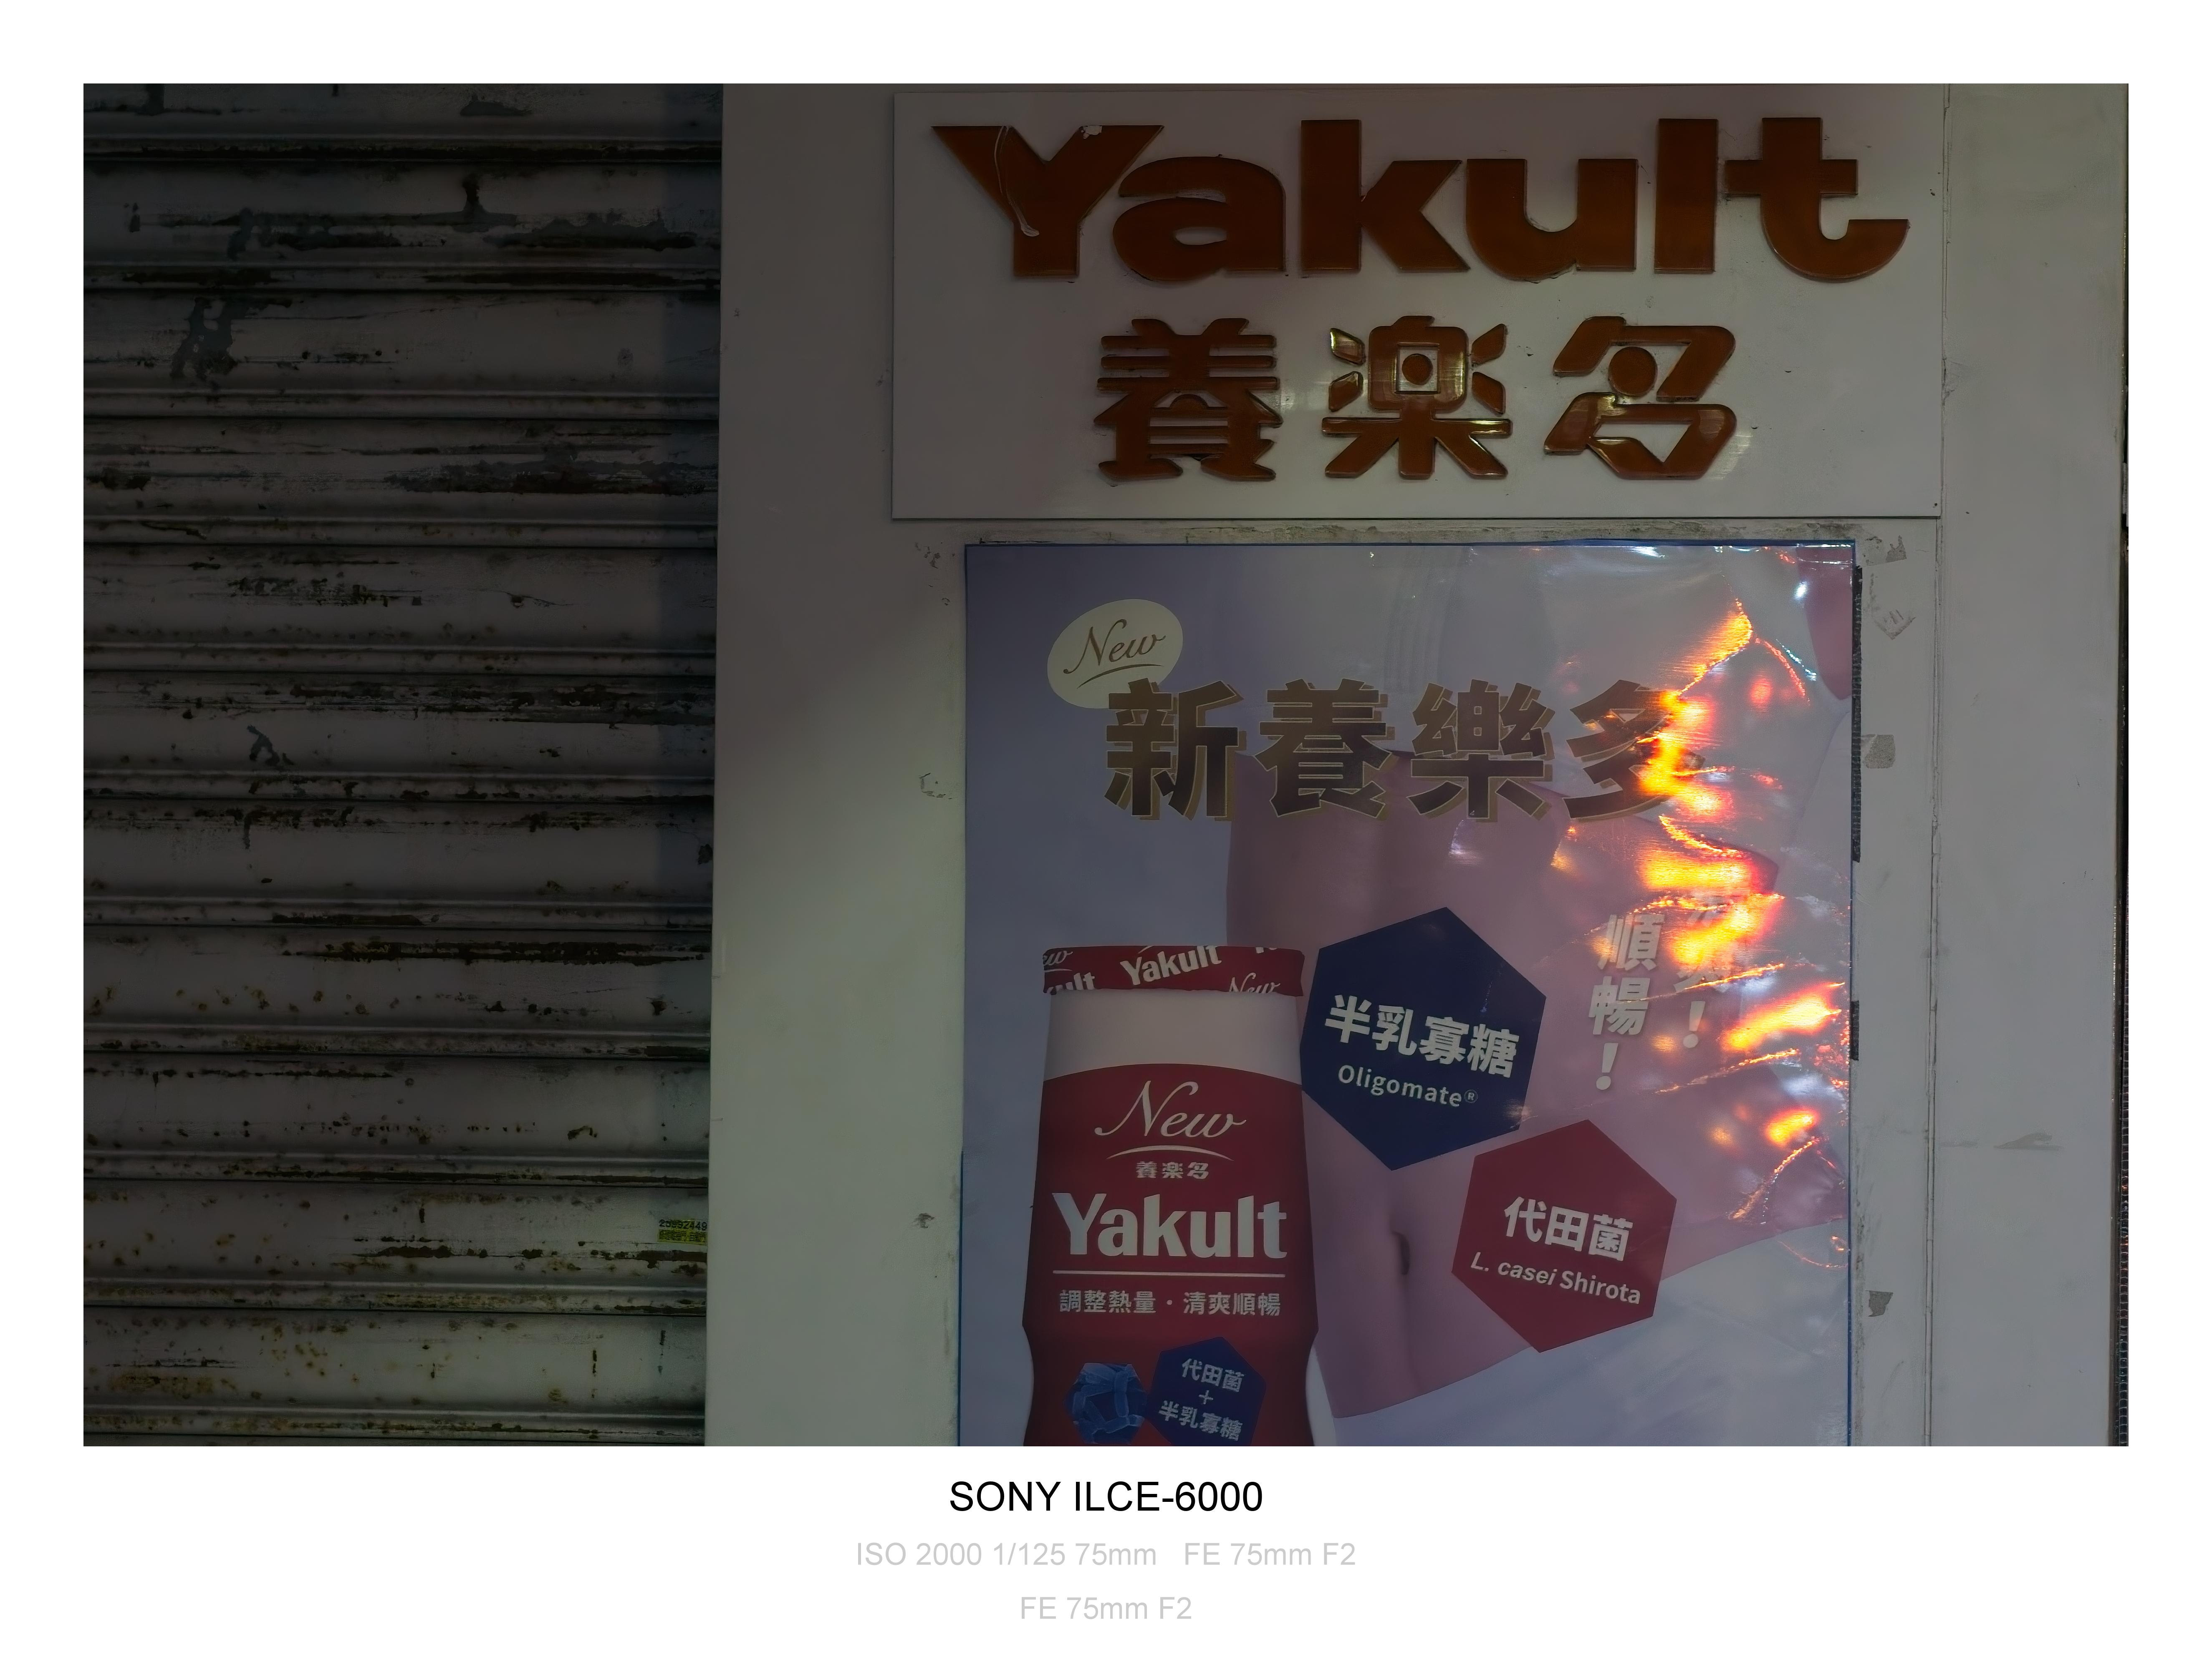 Yakult
養楽多
New
新養樂多
順暢！
Yakult
New
半乳寡糖
Oligomate®
New
養楽多
Yakult
調整熱量・清爽順暢
代田菌
L. casei Shirota
代田菌
+
半乳寡糖
SONY ILCE-6000
ISO 2000 1/125 75mm FE 75mm F2
FE 75mm F2